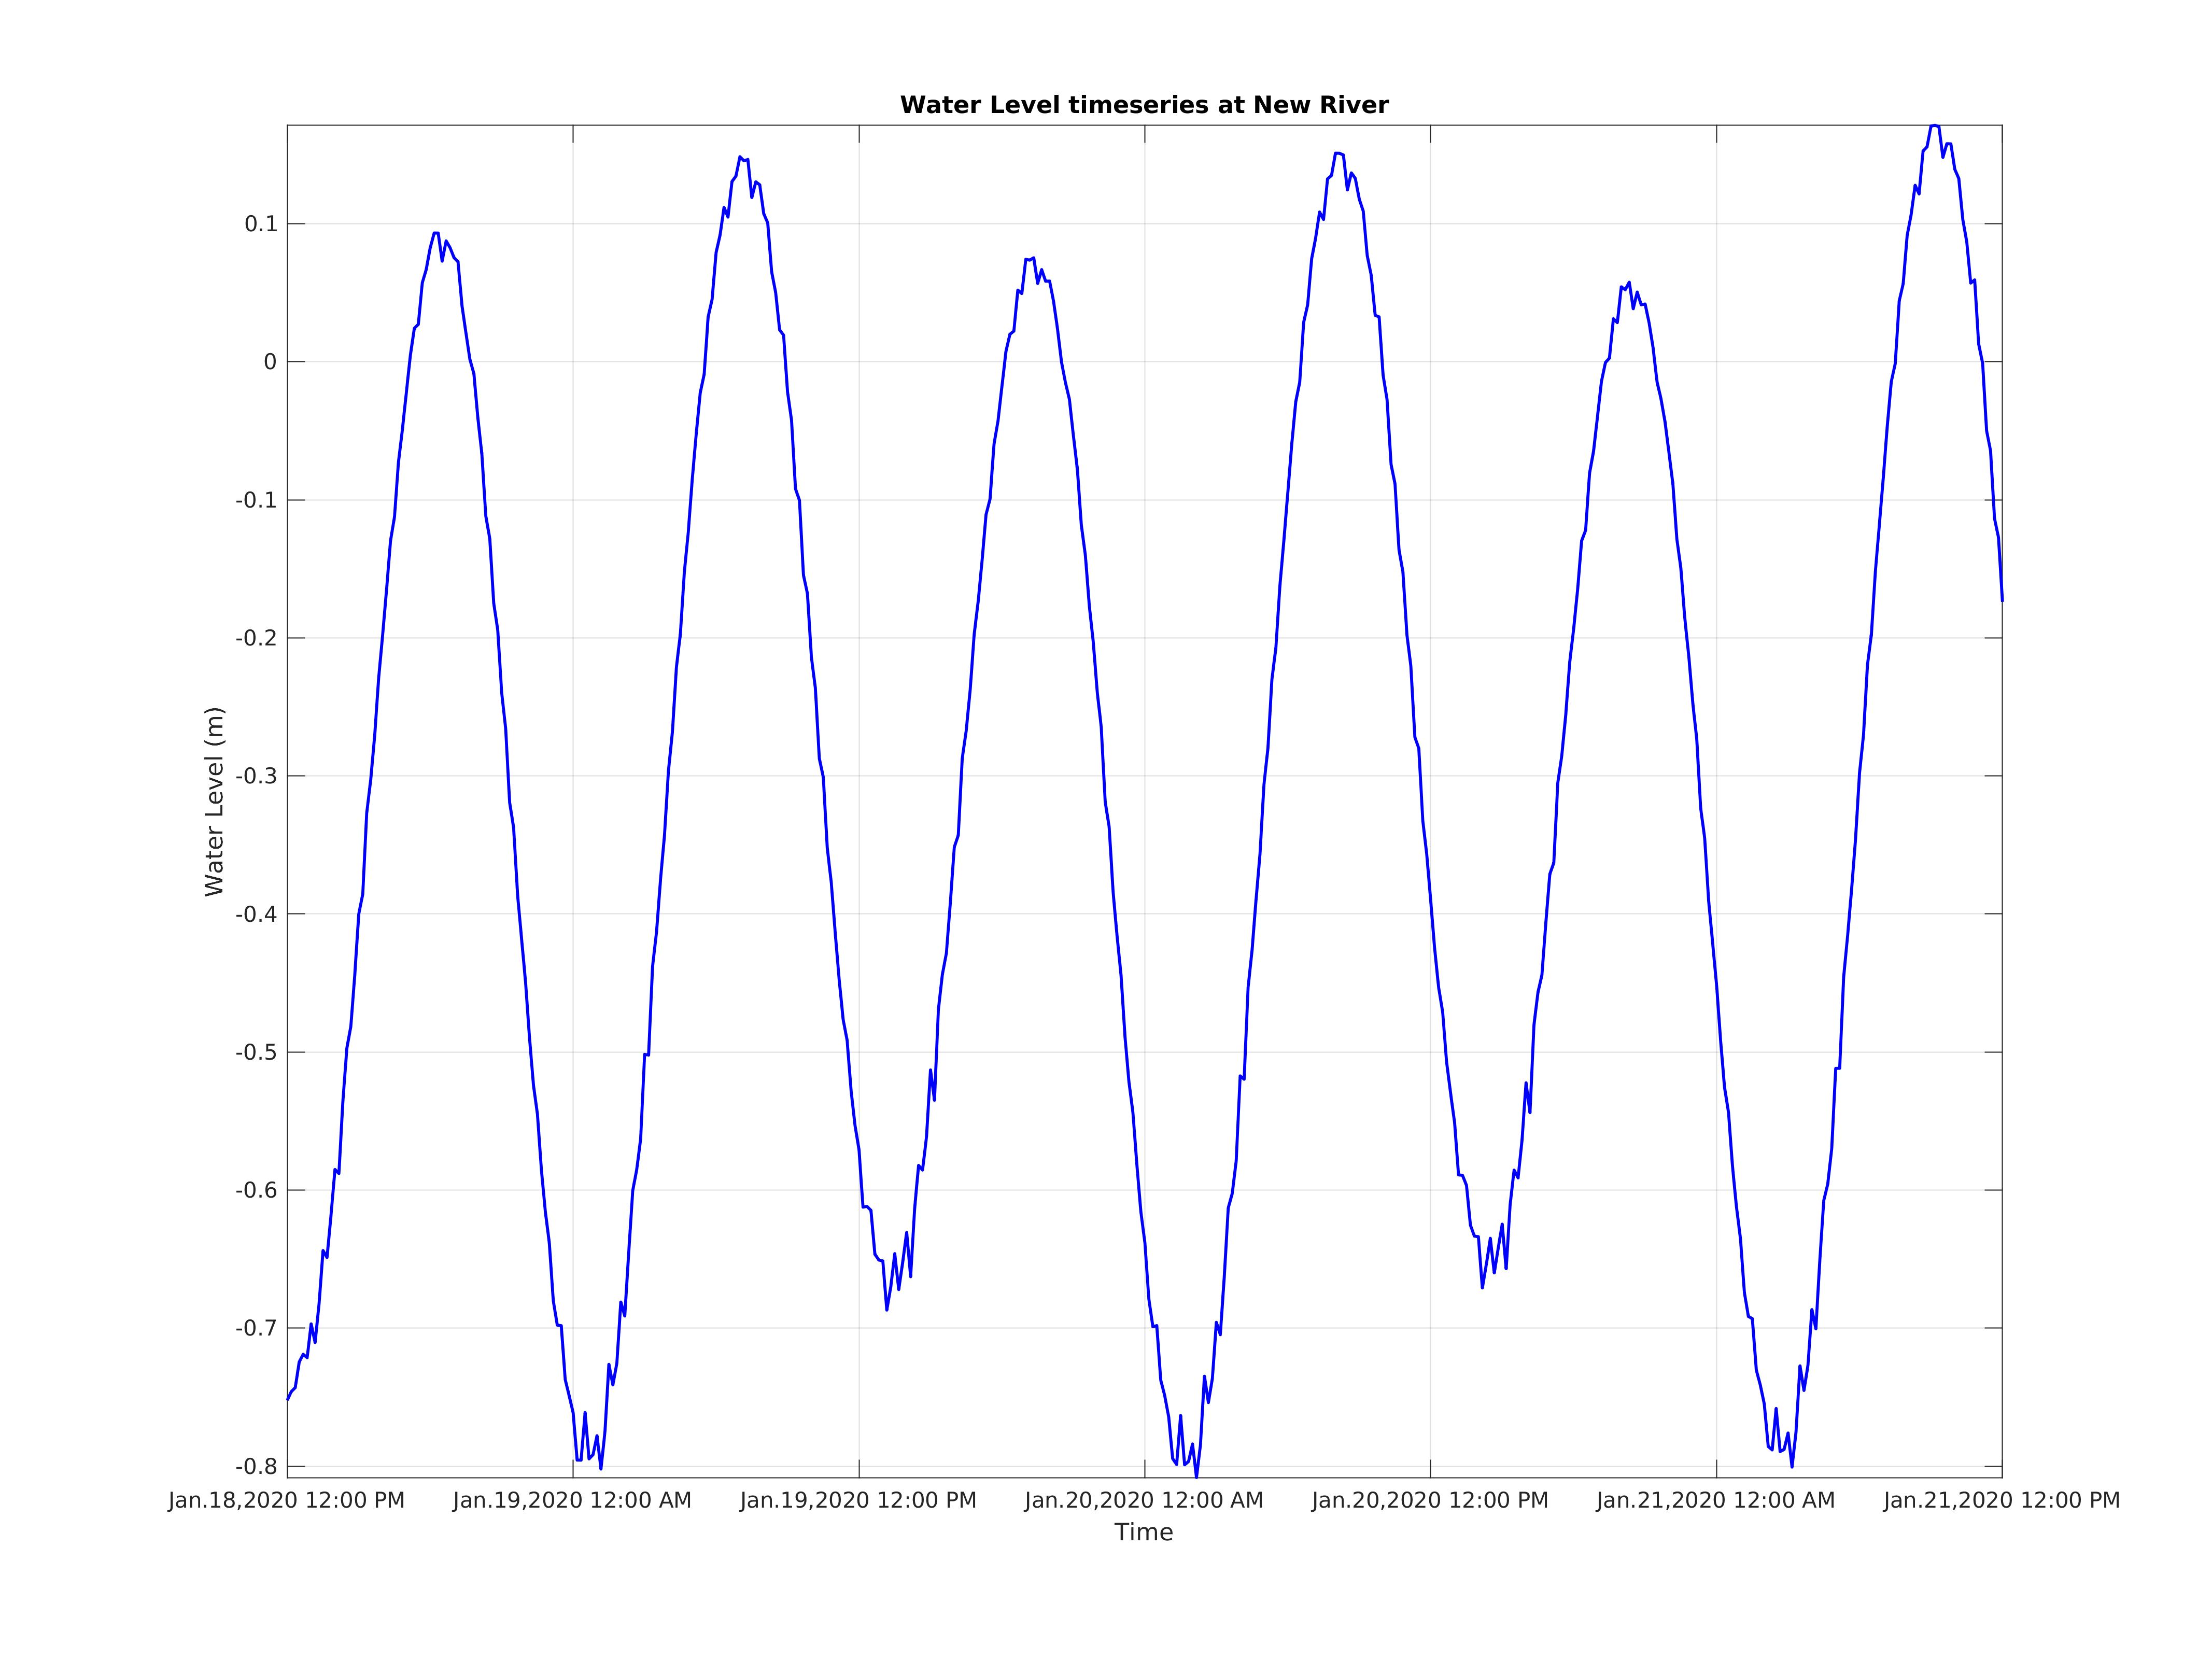 Water Level timeseries at New River
0.1
0
-0.1
-0.2
-0.3
-0.4
-0.5
-0.6
-0.7
-0.8
Water Level (m)
Jan.18,2020 12:00 PM Jan.19,2020 12:00 AM Jan.19,2020 12:00 PM Jan.20,2020 12:00 AM Jan.20,2020 12:00 PM Jan.21,2020 12:00 AM Jan.21,2020 12:00 PM
Time